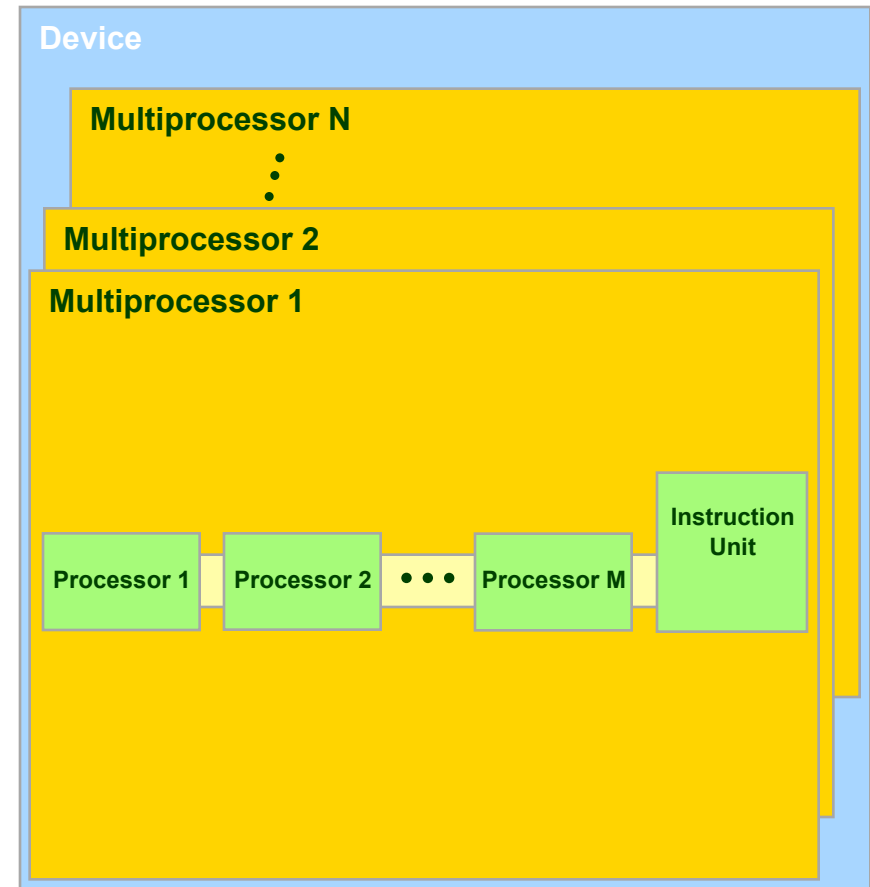 Device
Multiprocessor N
Multiprocessor 2
Multiprocessor 1
Instruction
Unit
Processor 1
Processor 2
•••
Processor M